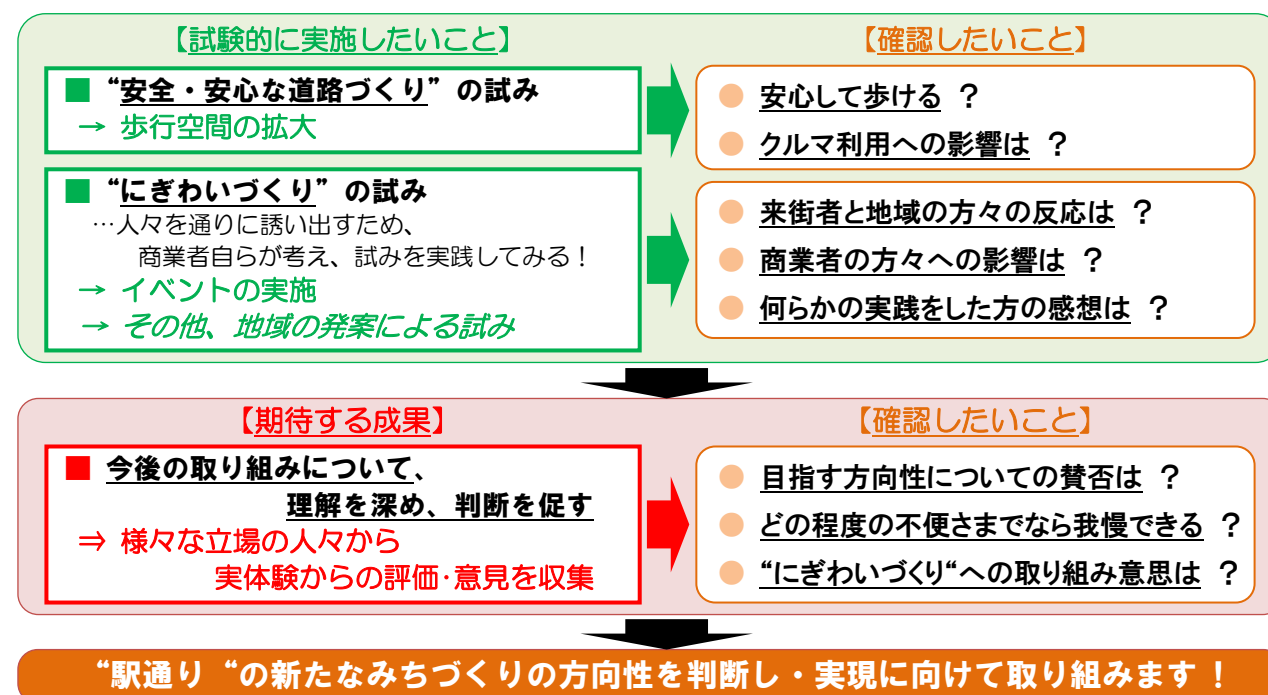 【試験的に実施したいこと】
■ “安全・安心な道路づくり”の試み
→ 歩行空間の拡大
■ “にぎわいづくり”の試み
…人々を通りに誘い出すため、
商業者自らが考え、試みを実践してみる！
→ イベントの実施
→ その他、地域の発案による試み
【確認したいこと】
● 安心して歩ける ？
● クルマ利用への影響は ？
● 来街者と地域の方々の反応は ？
● 商業者の方々への影響は ？
● 何らかの実践をした方の感想は ？
【期待する成果】
■ 今後の取り組みについて、
理解を深め、判断を促す
⇒ 様々な立場の人々から
実体験からの評価・意見を収集
【確認したいこと】
● 目指す方向性についての賛否は ？
● どの程度の不便さまでなら我慢できる ？
● “にぎわいづくり“への取り組み意思は ？
“駅通り“の新たなみちづくりの方向性を判断し・実現に向けて取り組みます！